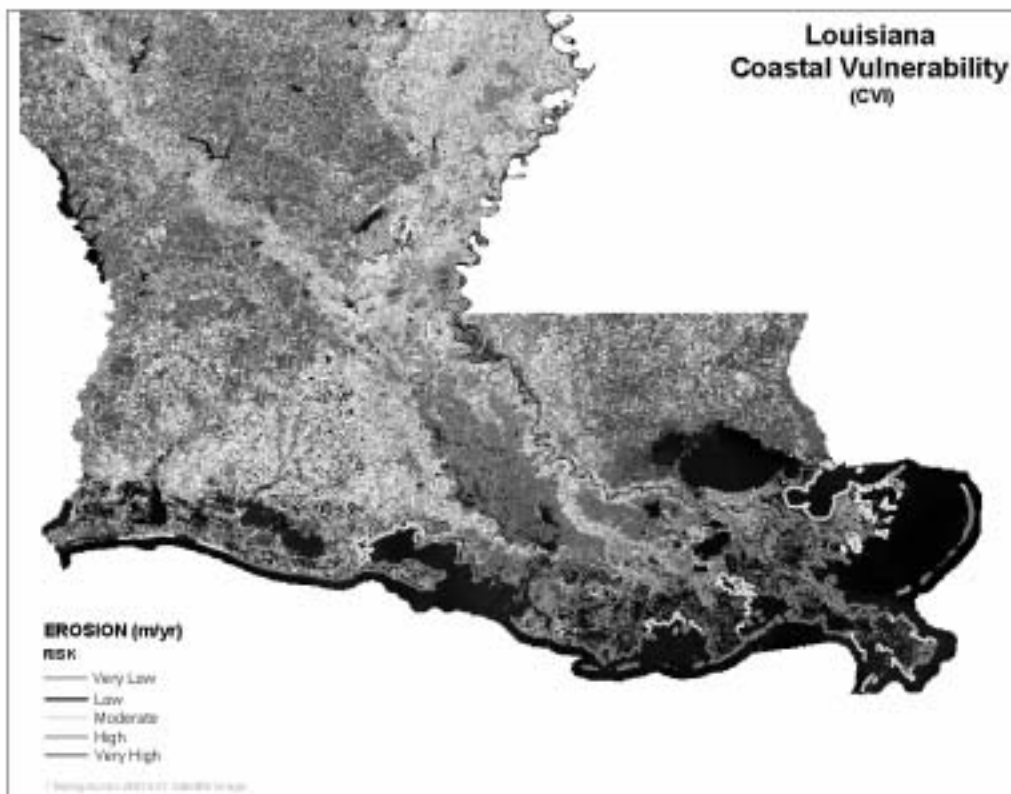 Louisiana
Coastal Vulnerability
(CVI)
EROSION (m/yr)
RISK
Very Low
Low
Moderate
High
Very High